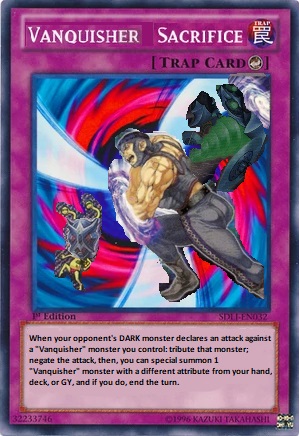 VANQUISHER SACRIFICE
TRAP
罠
[TRAP CARD]
1st Edition
SDLI-EN032
When your opponent's DARK monster declares an attack against
a "Vanquisher" monster you control: tribute that monster;
negate the attack, then, you can special summon 1
"Vanquisher" monster with a different attribute from your hand,
deck, or GY, and if you do, end the turn.
32233746
©1996 KAZUKI TAKAHASHI